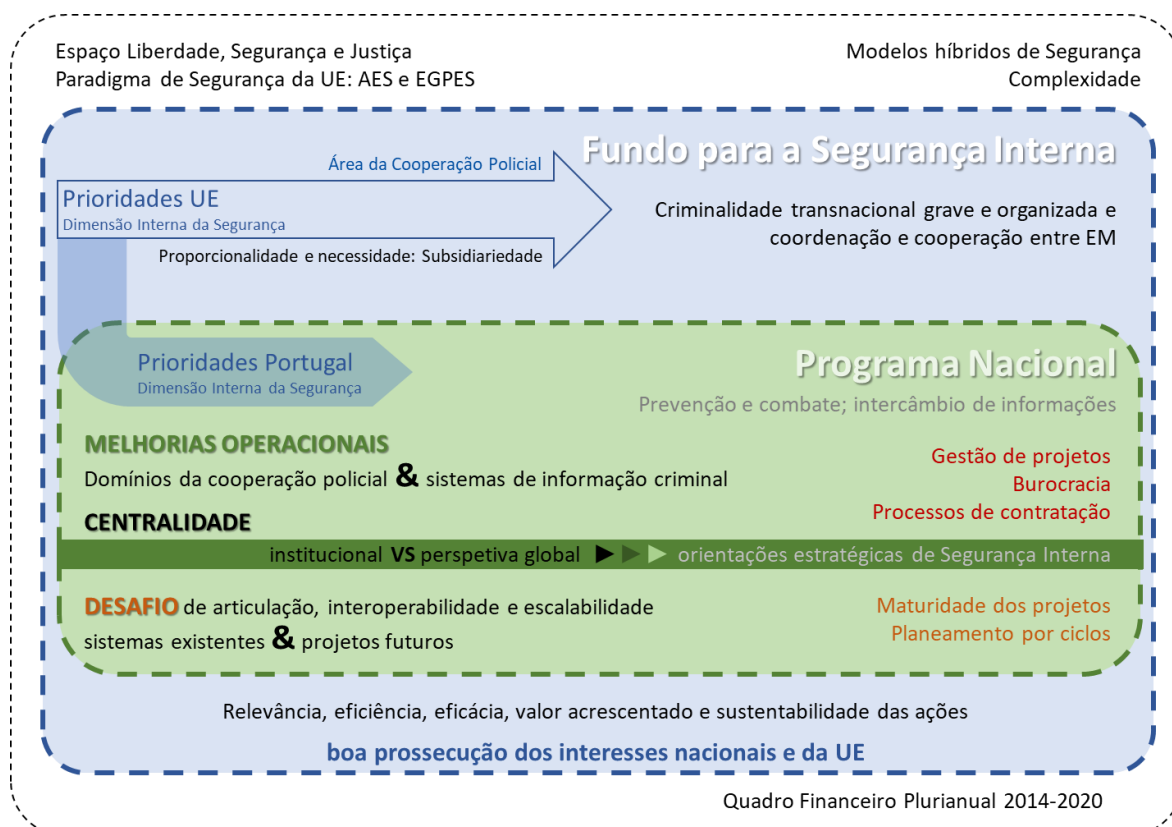 Espaço Liberdade, Segurança e Justiça
Paradigma de Segurança da UE: AES e EGPES
Modelos híbridos de Segurança
Complexidade
Fundo para a Segurança Interna
Área da Cooperação Policial
Prioridades UE
Dimensão Interna da Segurança
Proporcionalidade e necessidade: Subsidiariedade
Criminalidade transnacional grave e organizada e
coordenação e cooperação entre EM
Prioridades Portugal
Dimensão Interna da Segurança
Programa Nacional
Prevenção e combate; intercâmbio de informações
MELHORIAS OPERACIONAIS
Domínios da cooperação policial & sistemas de informação criminal
Gestão de projetos
Burocracia
Processos de contratação
CENTRALIDADE
institucional VS perspetiva global ►►► orientações estratégicas de Segurança Interna
DESAFIO de articulação, interoperabilidade e escalabilidade
sistemas existentes & projetos futuros
Maturidade dos projetos
Planeamento por ciclos
Relevância, eficiência, eficácia, valor acrescentado e sustentabilidade das ações
boa prossecução dos interesses nacionais e da UE
Quadro Financeiro Plurianual 2014-2020